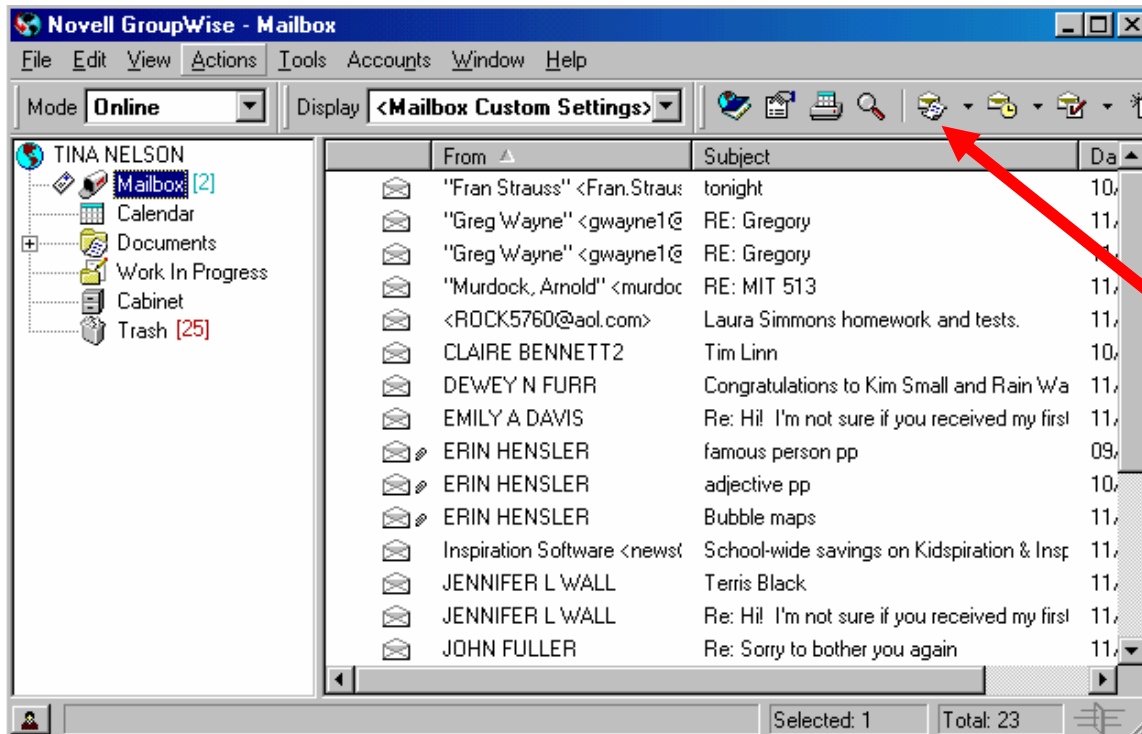 Novell GroupWise - Mailbox
File Edit View Actions Tools Accounts Window Help
Mode Online Display <Mailbox Custom Settings>
TINA NELSON
Mailbox [2]
Calendar
Documents
Work In Progress
Cabinet
Trash [25]
From Subject Da
"Fran Strauss" <Fran.Straus tonight 10/
"Greg Wayne" <gwayne1@ RE: Gregory 11/
"Greg Wayne" <gwayne1@ RE: Gregory
"Murdock, Arnold" <murdoc RE: MIT 513 11/
<ROCK5760@aol.com> Laura Simmons homework and tests. 11/
CLAIRE BENNETT2 Tim Linn 10/
DEWEY N FURR Congratulations to Kim Small and Rain Wa 11/
EMILY A DAVIS Re: Hi! I'm not sure if you received my first 11/
ERIN HENSLER famous person pp 09/
ERIN HENSLER adjective pp 10/
ERIN HENSLER Bubble maps 11/
Inspiration Software <news( School-wide savings on Kidspiration & Insp 11/
JENNIFER L WALL Terris Black 11/
JENNIFER L WALL Re: Hi! I'm not sure if you received my first 11/
JOHN FULLER Re: Sorry to bother you again 11/
Selected: 1 Total: 23